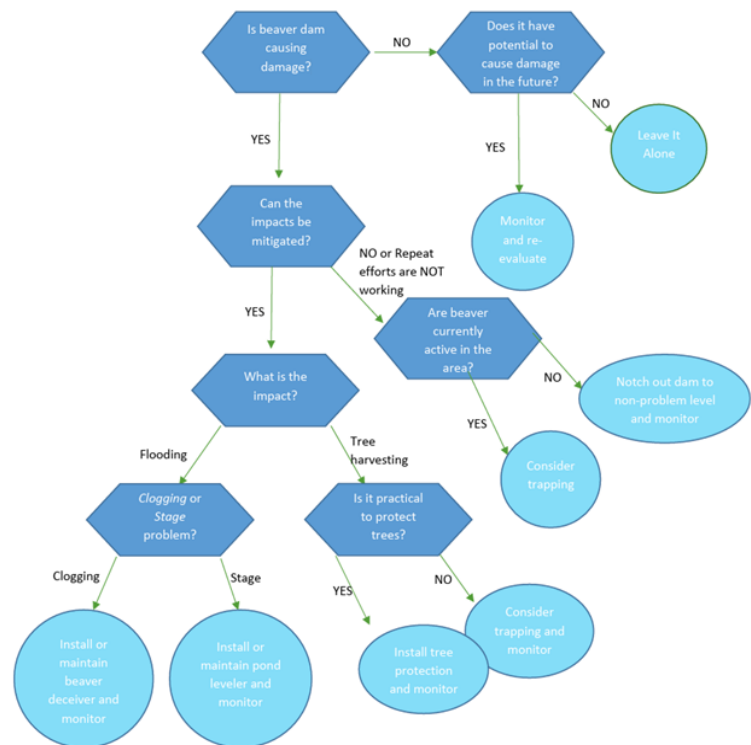 Is beaver dam
causing
damage?
NO
Does it have
potential to
cause damage
in the future?
NO
Leave It
Alone
YES
YES
Monitor
and re-
evaluate
Can the
impacts be
mitigated?
NO or Repeat
efforts are NOT
working
YES
Are beaver
currently
active in the
area?
NO
Notch out dam to
non-problem level
and monitor
YES
Consider
trapping
What is the
impact?
Flooding
Tree
harvesting
Clogging or
Stage
problem?
Is it practical
to protect
trees?
Clogging
Stage
YES
NO
Install or
maintain
beaver
deceiver and
monitor
Install or
maintain pond
leveler and
monitor
Install tree
protection
and monitor
Consider
trapping and
monitor